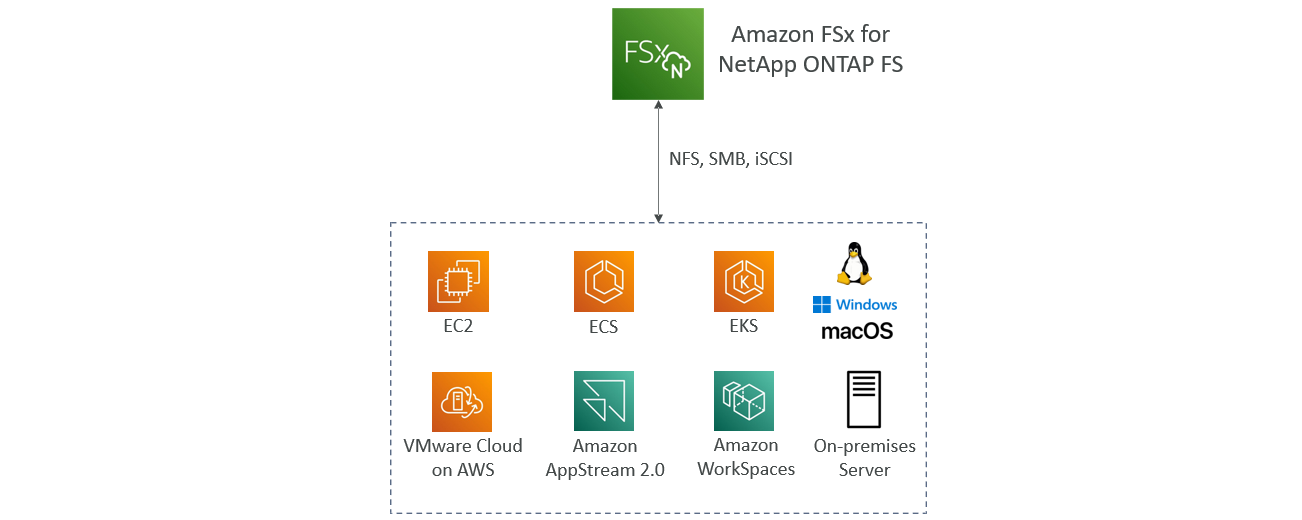 FSx
N
Amazon FSx for
NetApp ONTAP FS
NFS, SMB, iSCSI
EC2
ECS
K
EKS
Windows
macOS
VMware Cloud
on AWS
Amazon
AppStream 2.0
Amazon
WorkSpaces
On-premises
Server